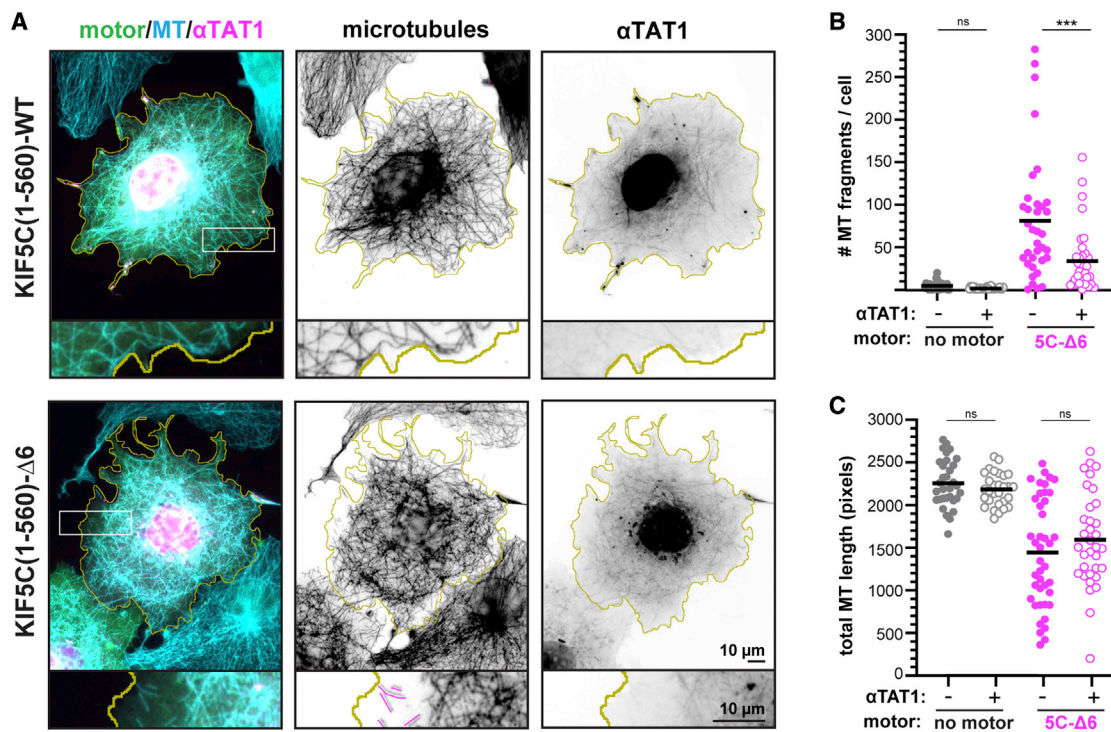 A
motor/MT/αTAT1
microtubules
αTAT1
KIF5C(1-560)-WT
KIF5C(1-560)-Δ6
10 µm
10 µm
B
ns
***
# MT fragments / cell
300
250
200
150
100
50
0
αTAT1: - + - +
motor: no motor 5C-Δ6
C
ns
ns
total MT length (pixels)
3000
2500
2000
1500
1000
500
0
αTAT1: - + - +
motor: no motor 5C-Δ6